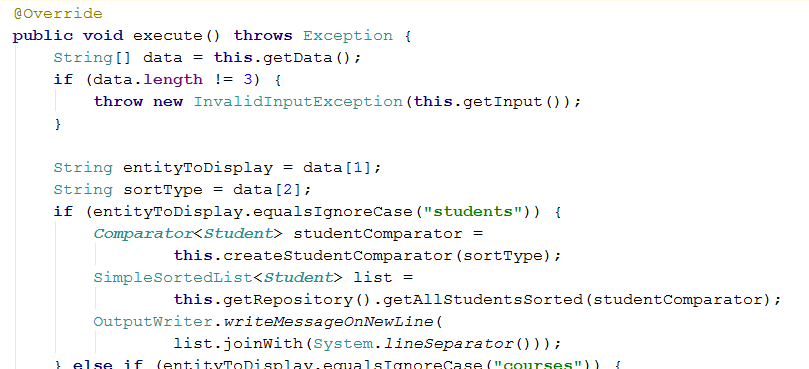 @Override
public void execute() throws Exception {
    String[] data = this.getData();
    if (data.length != 3) {
        throw new InvalidInputException(this.getInput());
    }

    String entityToDisplay = data[1];
    String sortType = data[2];
    if (entityToDisplay.equalsIgnoreCase("students")) {
        Comparator<Student> studentComparator =
                this.createStudentComparator(sortType);
        SimpleSortedList<Student> list =
                this.getRepository().getAllStudentsSorted(studentComparator);
        OutputWriter.writeMessageOnNewLine(
                list.joinWith(System.lineSeparator()));
    } else if (entityToDisplay.equalsIgnoreCase("courses")) {